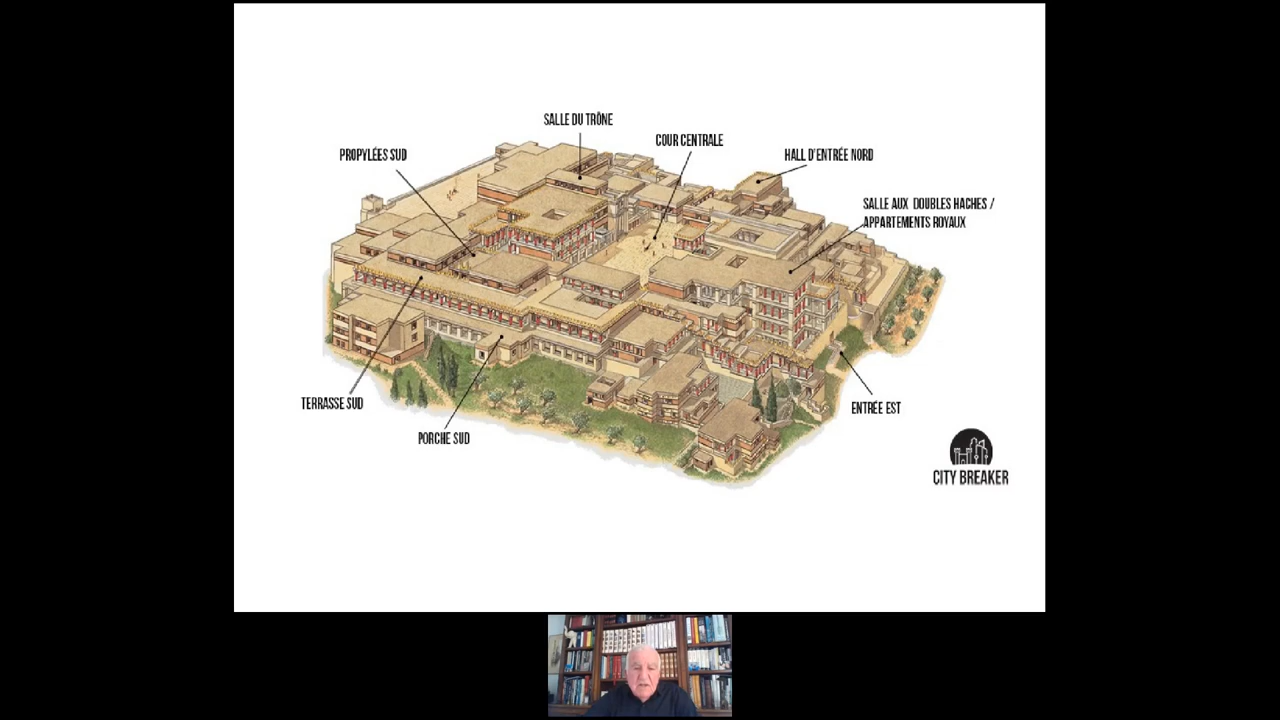 SALLE DU TRÔNE
COUR CENTRALE
PROPYLÉES SUD
HALL D'ENTRÉE NORD
SALLE AUX DOUBLES HACHES /
APPARTEMENTS ROYAUX
TERRASSE SUD
ENTRÉE EST
PORCHE SUD
CITY BREAKER